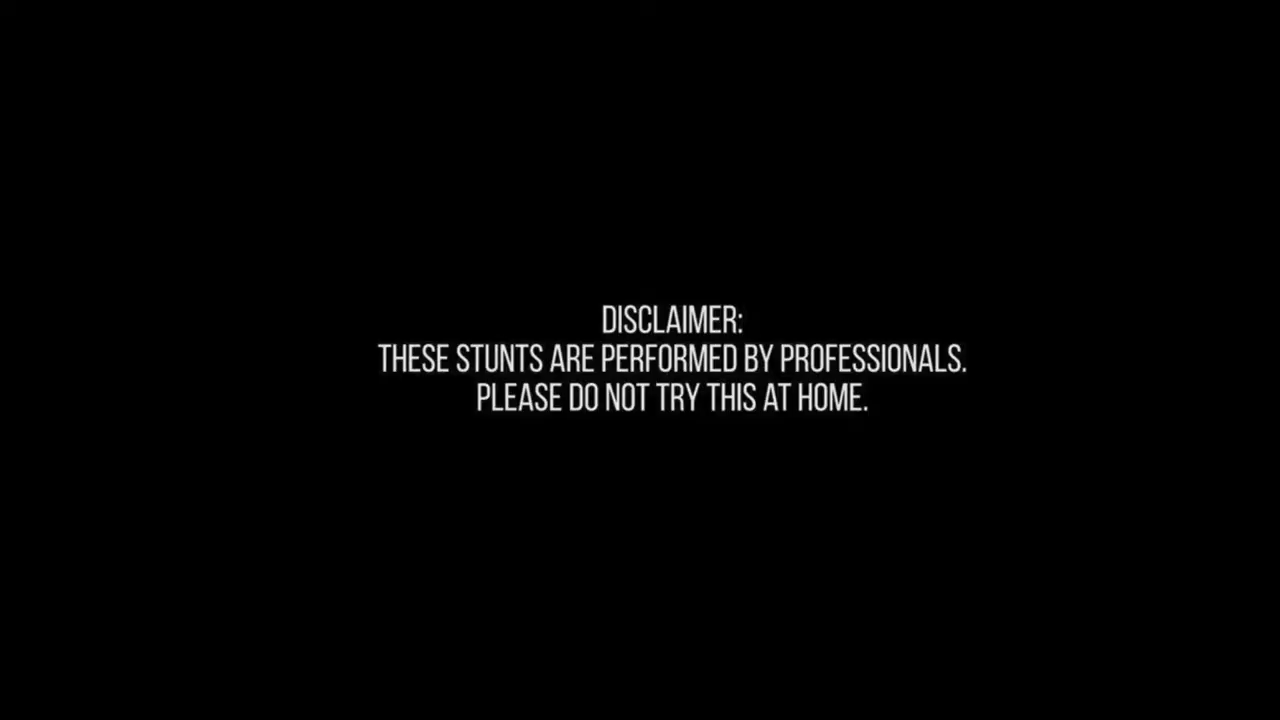 DISCLAIMER:
THESE STUNTS ARE PERFORMED BY PROFESSIONALS.
PLEASE DO NOT TRY THIS AT HOME.